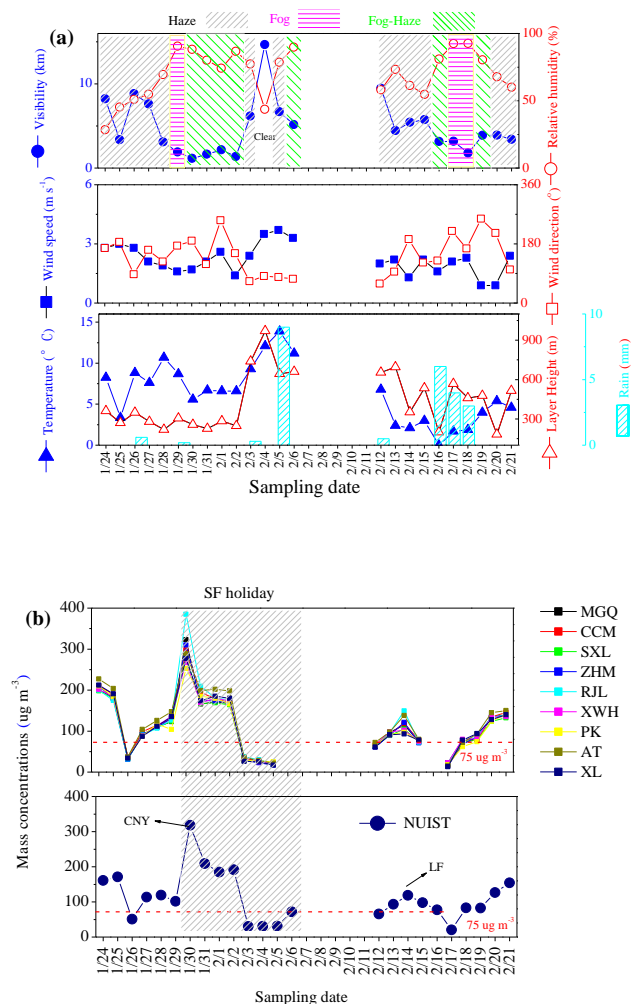 Haze Fog Fog-Haze
(a)
Visibility (km)
15
10
5
0
Clear
100
75
50
25
0
Relative humidity (%)
Wind speed (m s⁻¹)
6
3
0
360
180
0
Wind direction (°)
Temperature (° C)
15
10
5
0
900
600
300
Layer Height (m)
10
5
0
Rain (mm)
1/24 1/25 1/26 1/27 1/28 1/29 1/30 1/31 2/1 2/2 2/3 2/4 2/5 2/6 2/7 2/8 2/9 2/10 2/11 2/12 2/13 2/14 2/15 2/16 2/17 2/18 2/19 2/20 2/21
Sampling date
SF holiday
(b)
400
300
200
100
0
75 ug m⁻³
MGQ
CCM
SXL
ZHM
RJL
XWH
PK
AT
XL
Mass concentrations (ug m⁻³)
400
300
200
100
0
CNY
NUIST
LF
75 ug m⁻³
1/24 1/25 1/26 1/27 1/28 1/29 1/30 1/31 2/1 2/2 2/3 2/4 2/5 2/6 2/7 2/8 2/9 2/10 2/11 2/12 2/13 2/14 2/15 2/16 2/17 2/18 2/19 2/20 2/21
Sampling date